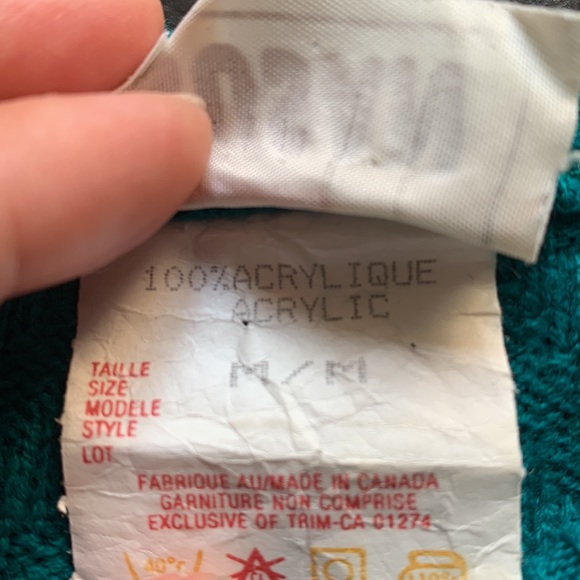 100%ACRYLIQUE
ACRYLIC
TAILLE
SIZE
M/M
MODELE
STYLE
LOT
FABRIQUE AU/MADE IN CANADA
GARNITURE NON COMPRISE
EXCLUSIVE OF TRIM-CA 01274
40°